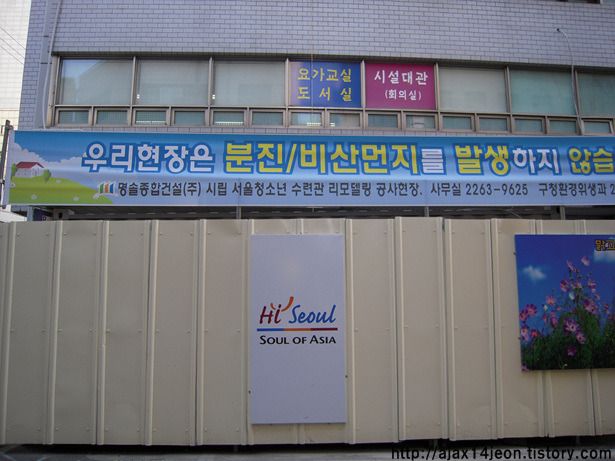 요가교실
도서실
시설대관
(회의실)
우리현장은 분진/비산먼지를 발생하지 않습
명솔종합건설(주) 시립 서울청소년 수련관 리모델링 공사현장. 사무실 2263-9625 구청환경위생과 2
Hi Seoul
SOUL OF ASIA
맑고
http://ajax14jeon.tistory.com